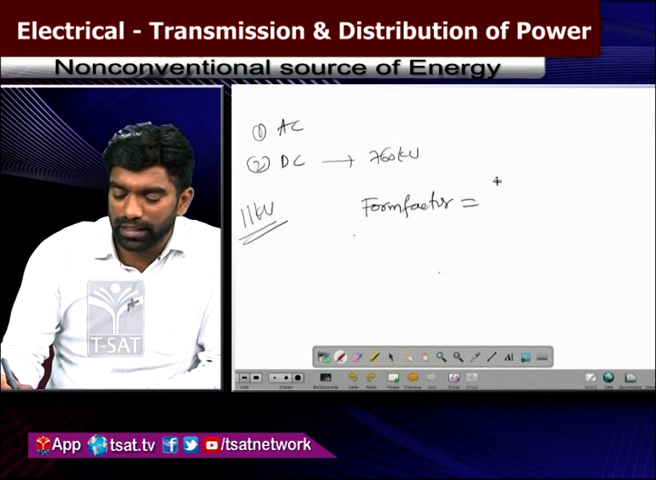 Electrical - Transmission & Distribution of Power
Nonconventional source of Energy
① AC
② DC → 760kV
11kV
Formfactor =
T-SAT
App tsat.tv /tsatnetwork